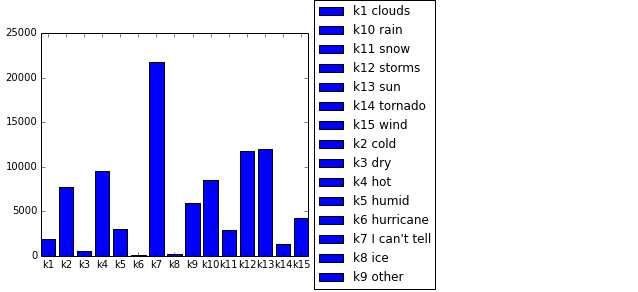 25000
20000
15000
10000
5000
0
k1 k2 k3 k4 k5 k6 k7 k8 k9 k10 k11 k12 k13 k14 k15
k1 clouds
k10 rain
k11 snow
k12 storms
k13 sun
k14 tornado
k15 wind
k2 cold
k3 dry
k4 hot
k5 humid
k6 hurricane
k7 I can't tell
k8 ice
k9 other